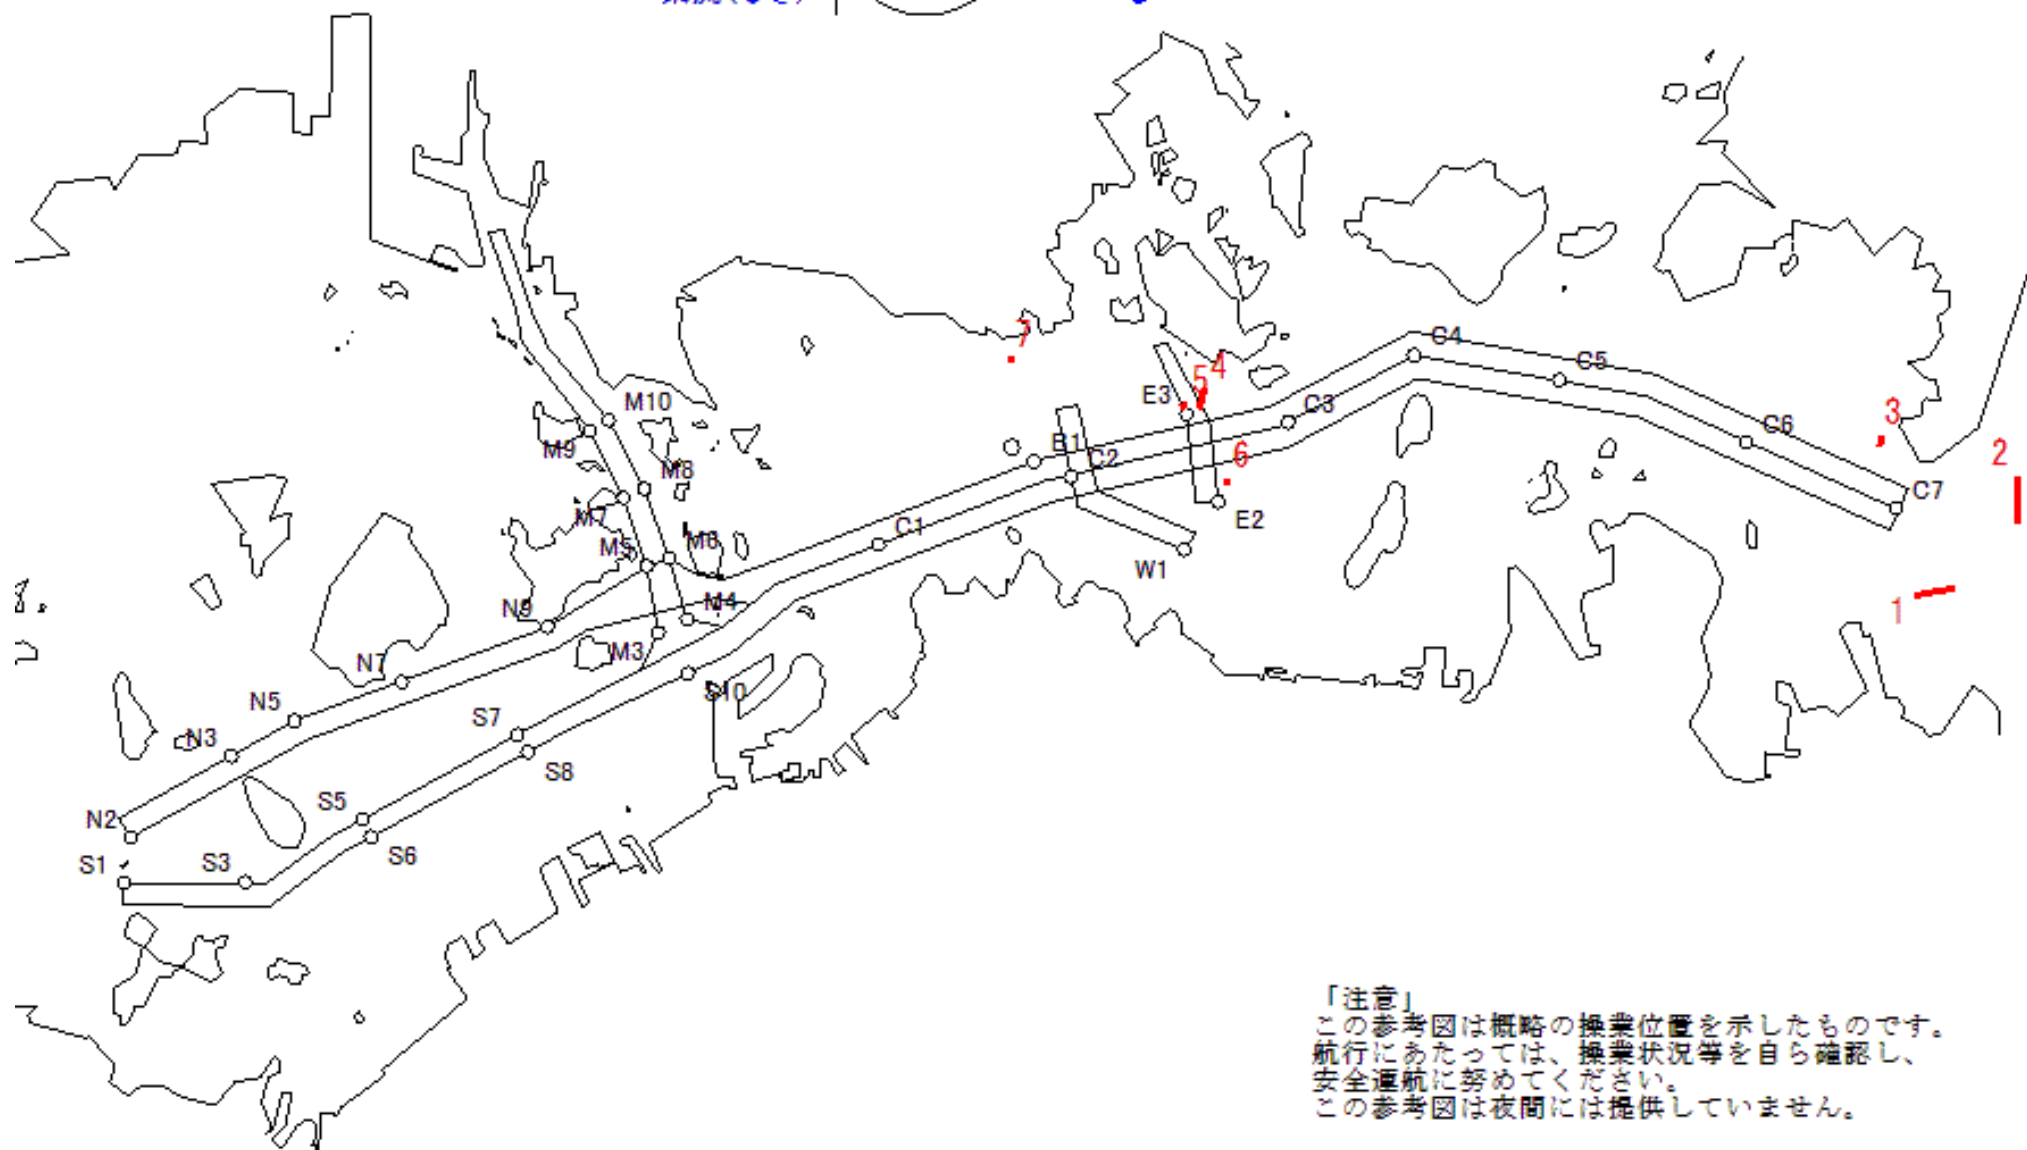 7
C4
5
4
C5
E3
M10
C3
3
B1
C6
M9
C2
6
2
M8
C7
M7
E2
C1
M5
M6
W1
N9
M4
1
M3
N7
S10
N5
S7
N3
S8
S5
N2
S6
S1
S3
「注意」
この参考図は概略の操業位置を示したものです。
航行にあたっては、操業状況等を自ら確認し、
安全運航に努めてください。
この参考図は夜間には提供していません。